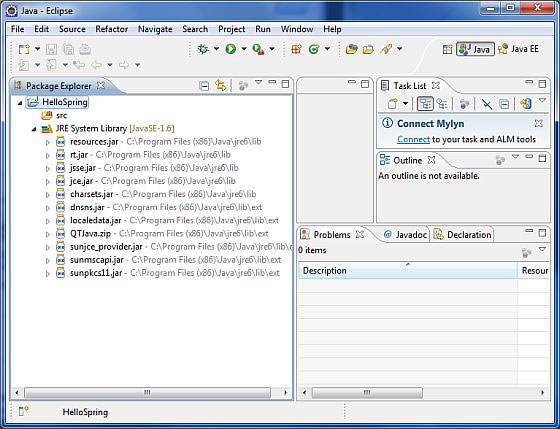 Java - Eclipse
File Edit Source Refactor Navigate Search Project Run Window Help
Java Java EE
Package Explorer
HelloSpring
src
JRE System Library [JavaSE-1.6]
resources.jar - C:\Program Files (x86)\Java\jre6\lib
rt.jar - C:\Program Files (x86)\Java\jre6\lib
jsse.jar - C:\Program Files (x86)\Java\jre6\lib
jce.jar - C:\Program Files (x86)\Java\jre6\lib
charsets.jar - C:\Program Files (x86)\Java\jre6\lib
dnsns.jar - C:\Program Files (x86)\Java\jre6\lib\ext
localedata.jar - C:\Program Files (x86)\Java\jre6\lib\ext
QTJava.zip - C:\Program Files (x86)\Java\jre6\lib\ext
sunjce_provider.jar - C:\Program Files (x86)\Java\jre6\lib\e
sunmscapi.jar - C:\Program Files (x86)\Java\jre6\lib\ext
sunpkcs11.jar - C:\Program Files (x86)\Java\jre6\lib\ext
Task List
Connect Mylyn
Connect to your task and ALM tools
Outline
An outline is not available.
Problems @ Javadoc Declaration
0 items
Description Resour
HelloSpring